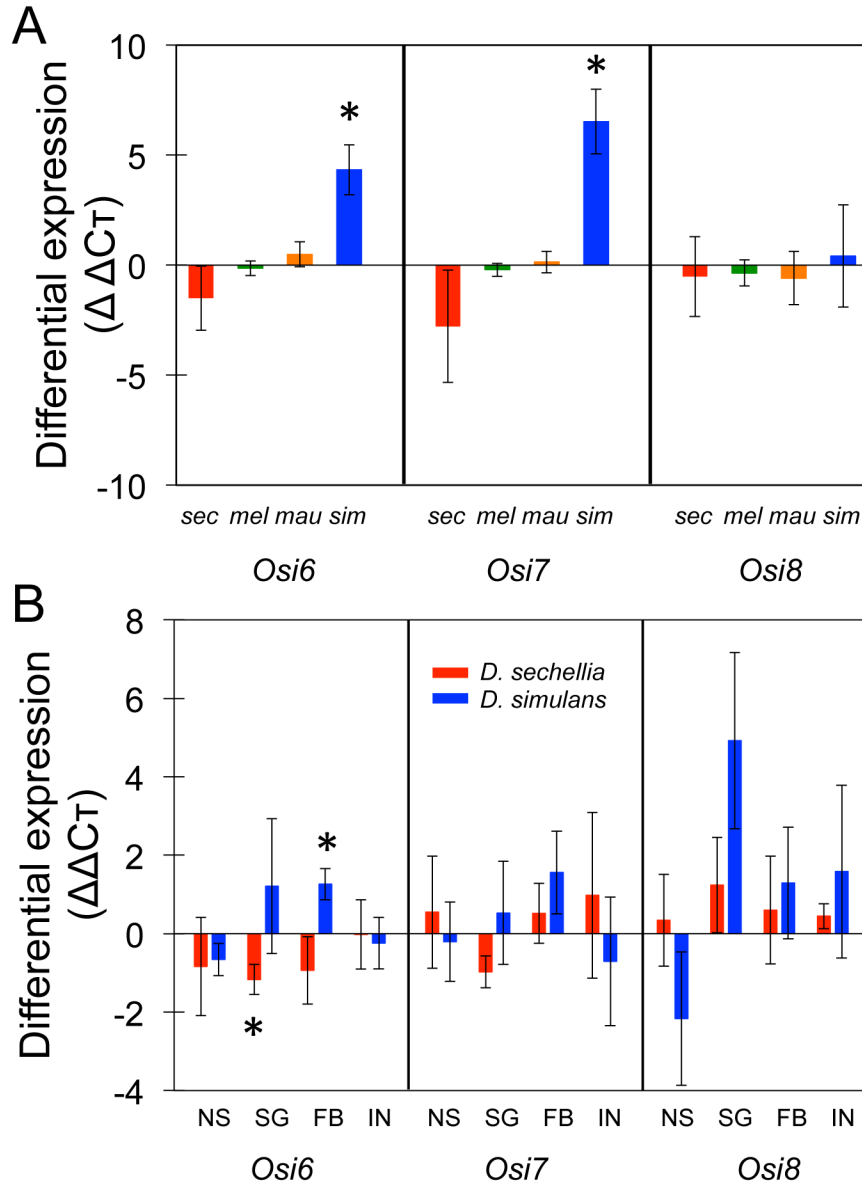 A
Differential expression
(Δ ΔCT)
10
5
0
-5
-10
*
*
sec mel mau sim
sec mel mau sim
sec mel mau sim
Osi6
Osi7
Osi8
B
Differential expression
(ΔΔCT)
8
6
4
2
0
-2
-4
D. sechellia
D. simulans
*
*
NS SG FB IN
NS SG FB IN
NS SG FB IN
Osi6
Osi7
Osi8